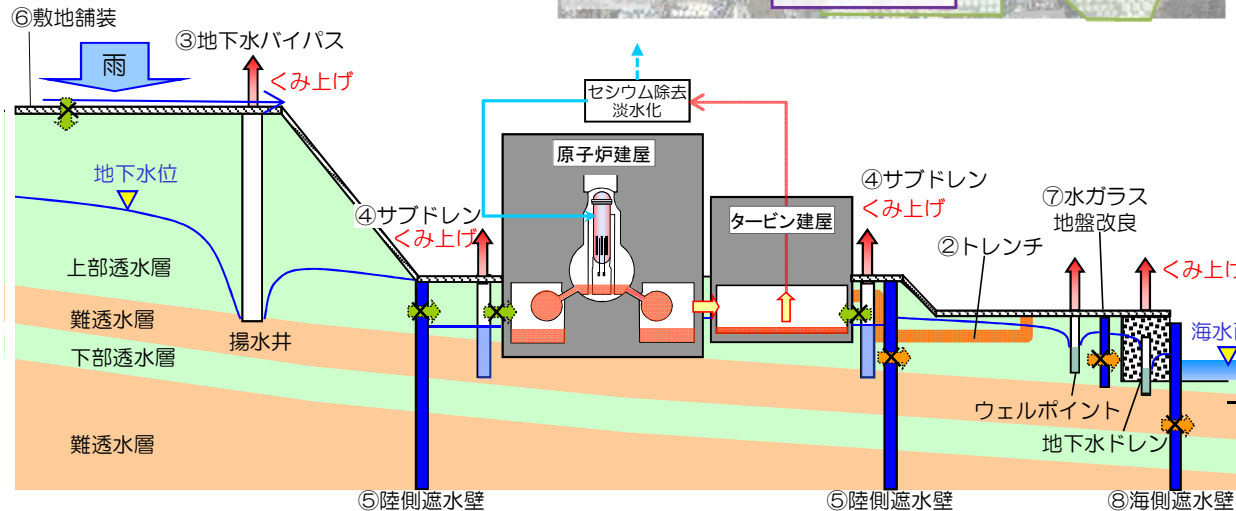 ⑥敷地舗装
③地下水バイパス
雨
くみ上げ
セシウム除去
淡水化
原子炉建屋
地下水位
④サブドレン
くみ上げ
④サブドレン
くみ上げ
⑦水ガラス
地盤改良
タービン建屋
②トレンチ
くみ上げ
上部透水層
難透水層
揚水井
下部透水層
海水面
ウェルポイント
地下水ドレン
難透水層
⑤陸側遮水壁
⑤陸側遮水壁
⑧海側遮水壁